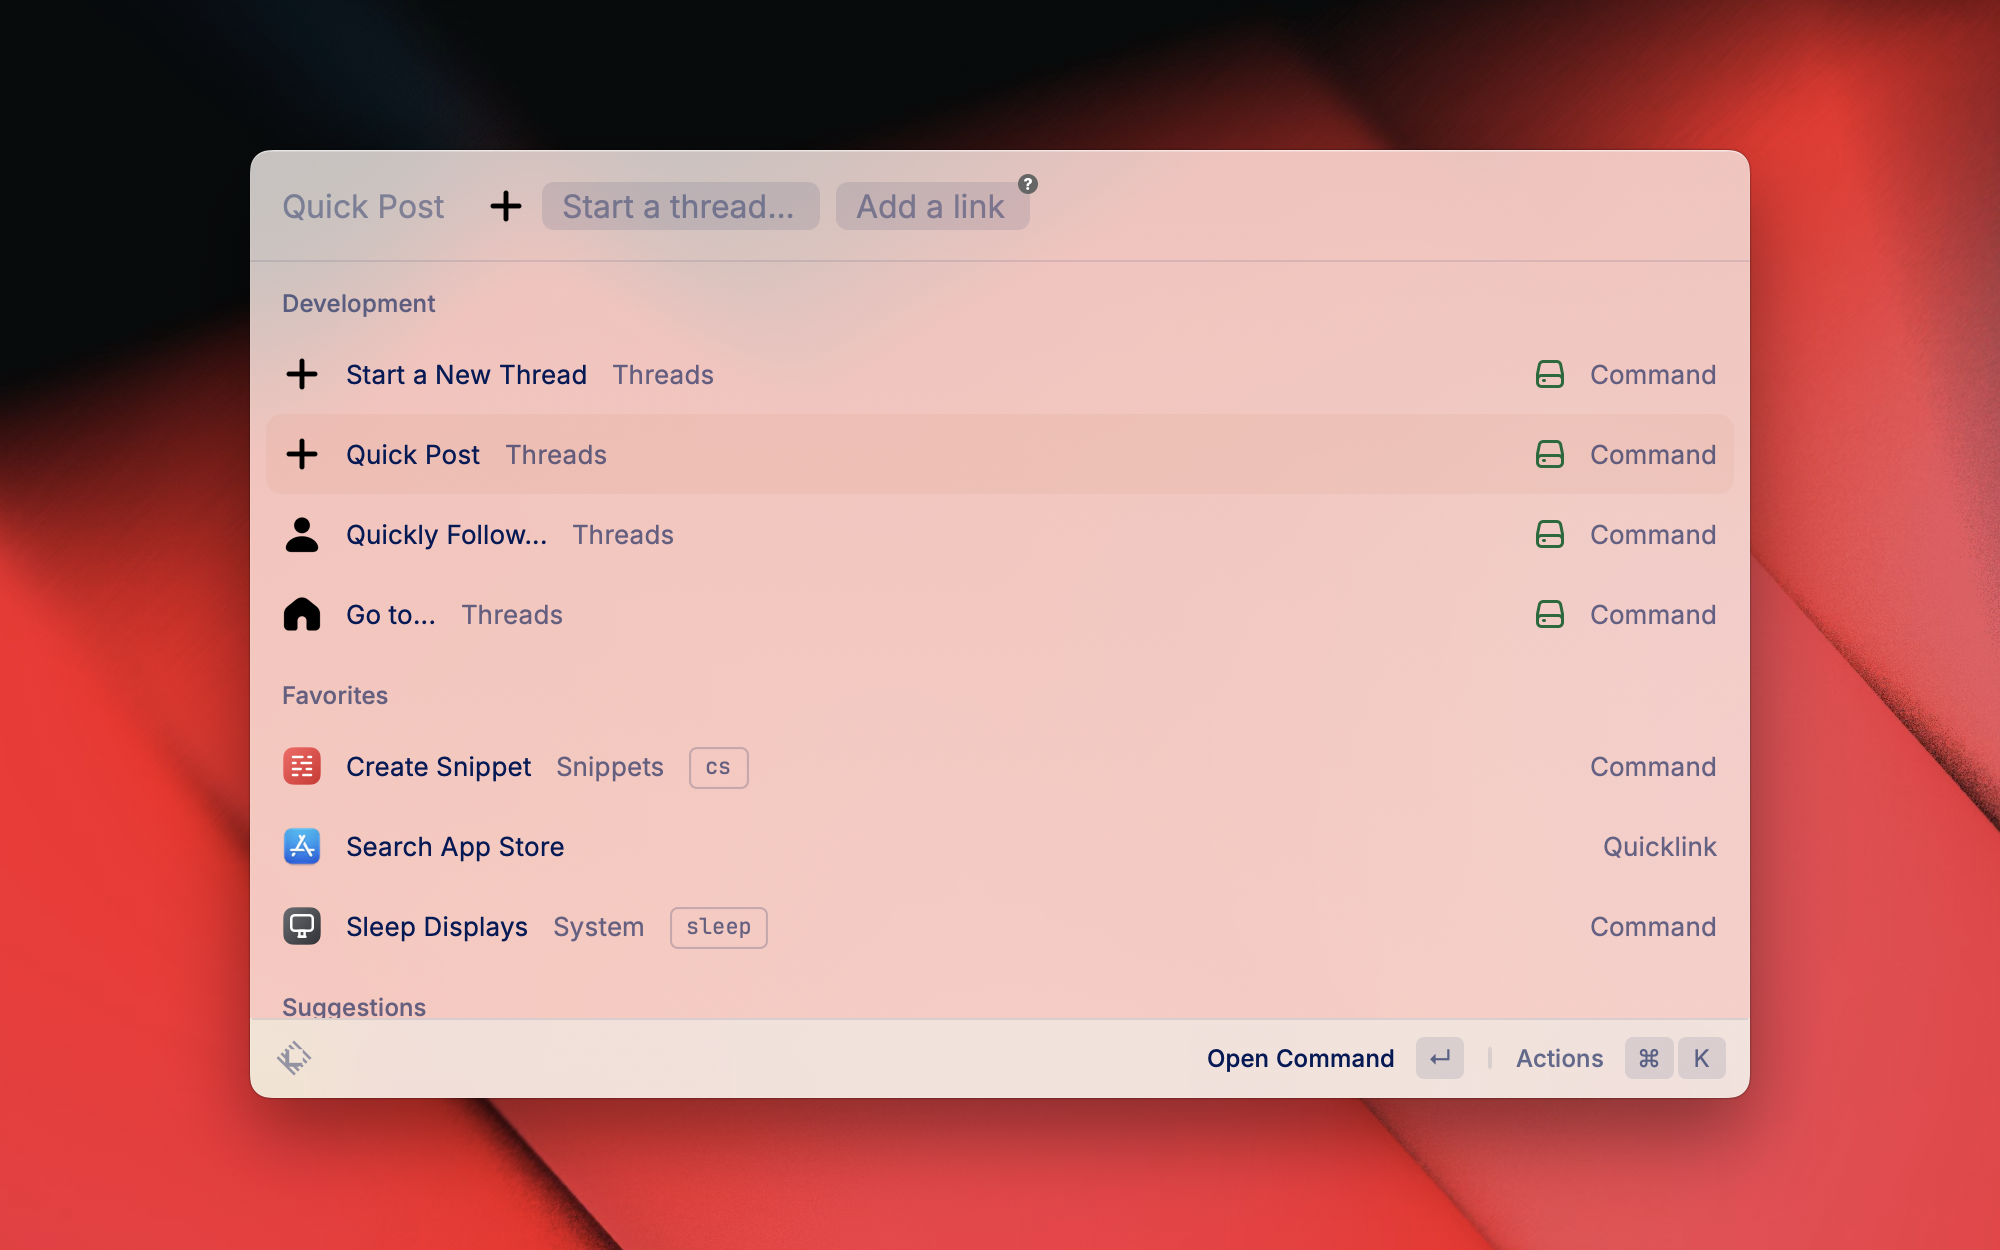 Quick Post Start a thread... Add a link ?
Development
Start a New Thread Threads Command
Quick Post Threads Command
Quickly Follow... Threads Command
Go to... Threads Command
Favorites
Create Snippet Snippets cs Command
Search App Store Quicklink
Sleep Displays System sleep Command
Suggestions
Open Command ↵ Actions ⌘ K